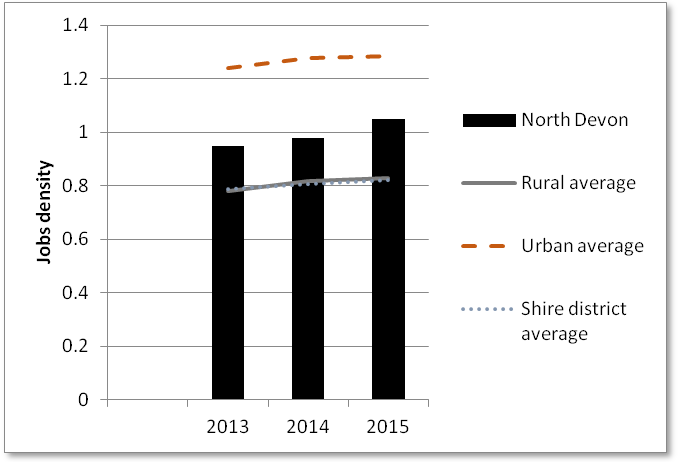 1.4
1.2
1
0.8
0.6
0.4
0.2
0
Jobs density
2013 2014 2015
North Devon
Rural average
Urban average
Shire district
average